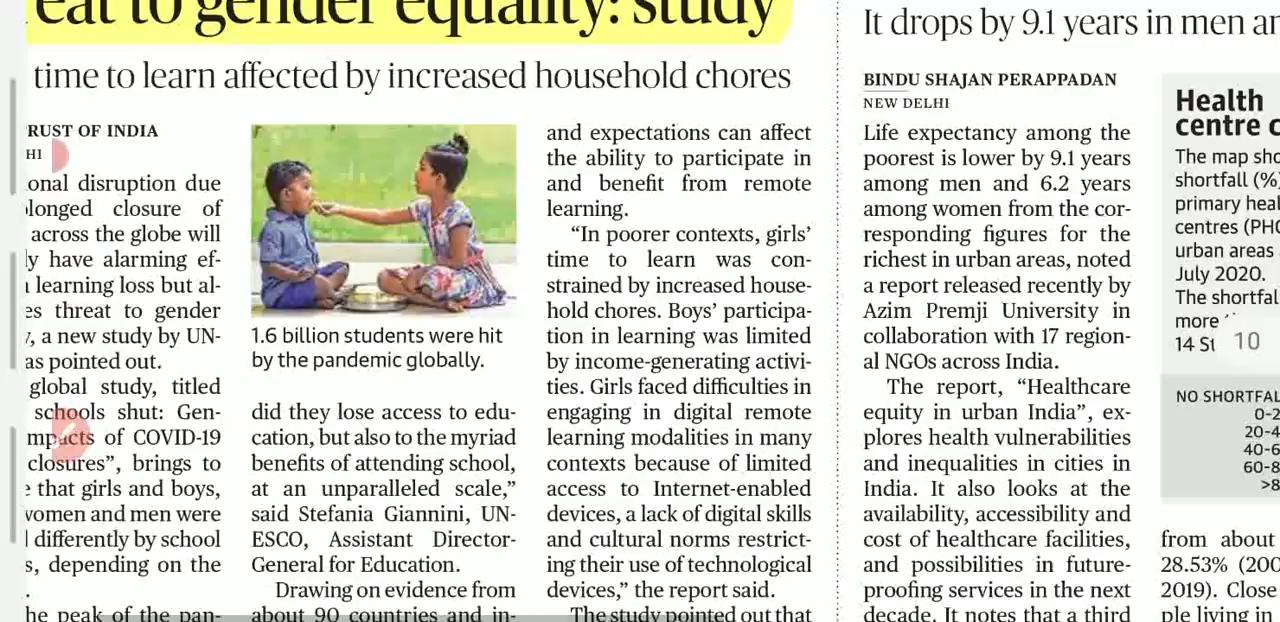 to gender equality: study
time to learn affected by increased household chores
RUST OF INDIA
HI
disruption due
closure of
across the globe will
have alarming ef-
learning loss but al-
threat to gender
a new study by UN-
pointed out.
global study, titled
schools shut: Gen-
of COVID-19
closures”, brings to
that girls and boys,
women and men were
differently by school
depending on the
peak of the pan-
1.6 billion students were hit
by the pandemic globally.
did they lose access to edu-
cation, but also to the myriad
benefits of attending school,
at an unparalleled scale,”
said Stefania Giannini, UN-
ESCO, Assistant Director-
General for Education.
Drawing on evidence from
about 90 countries and in-
and expectations can affect
the ability to participate in
and benefit from remote
learning.
“In poorer contexts, girls’
time to learn was con-
strained by increased house-
hold chores. Boys’ participa-
tion in learning was limited
by income-generating activi-
ties. Girls faced difficulties in
engaging in digital remote
learning modalities in many
contexts because of limited
access to Internet-enabled
devices, a lack of digital skills
and cultural norms restrict-
ing their use of technological
devices,” the report said.
The study pointed out that
It drops by 9.1 years in men
BINDU SHAJAN PERAPPADAN
NEW DELHI
Life expectancy among the
poorest is lower by 9.1 years
among men and 6.2 years
among women from the cor-
responding figures for the
richest in urban areas, noted
a report released recently by
Azim Premji University in
collaboration with 17 region-
al NGOs across India.
The report, “Healthcare
equity in urban India”, ex-
plores health vulnerabilities
and inequalities in cities in
India. It also looks at the
availability, accessibility and
cost of healthcare facilities,
and possibilities in future-
proofing services in the next
decade. It notes that a third
Health
centre
The map
shortfall (%)
primary
centres
urban areas
July 2020.
The
more
14
10
NO
from about
28.53%
2019). Close
living in